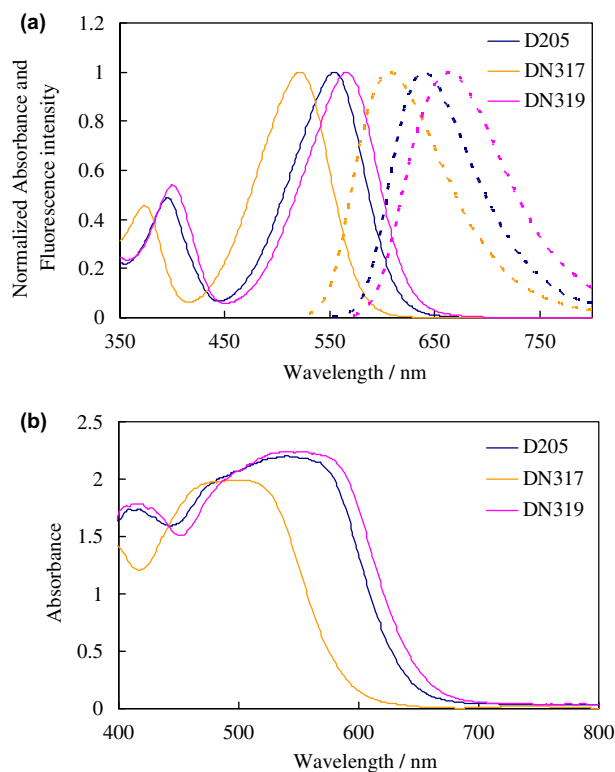 (a)
Normalized Absorbance and
Fluorescence intensity
1.2
1
0.8
0.6
0.4
0.2
0
D205
DN317
DN319
350 450 550 650 750
Wavelength / nm
(b)
Absorbance
2.5
2
1.5
1
0.5
0
D205
DN317
DN319
400 500 600 700 800
Wavelength / nm